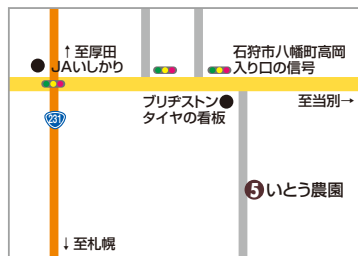 ↑至厚田
JAいしかり
石狩市八幡町高岡
入り口の信号
ブリヂストン
タイヤの看板
至当別→
231
5いとう農園
↓至札幌